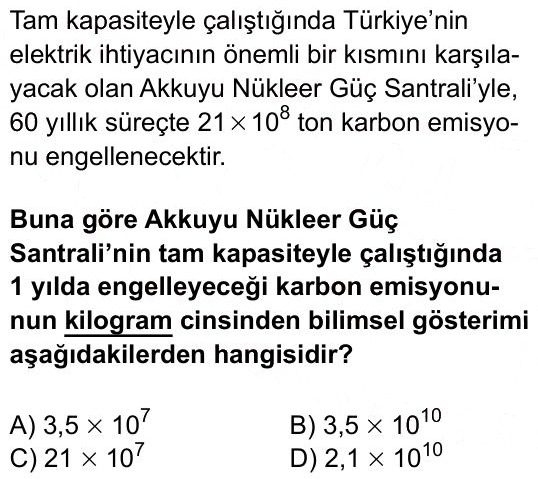 Tam kapasiteyle çalıştığında Türkiye’nin
elektrik ihtiyacının önemli bir kısmını karşıla-
yacak olan Akkuyu Nükleer Güç Santrali’yle,
60 yıllık süreçte 21 × 10⁸ ton karbon emisyo-
nu engellenecektir.
Buna göre Akkuyu Nükleer Güç
Santrali’nin tam kapasiteyle çalıştığında
1 yılda engelleyeceği karbon emisyonu-
nun kilogram cinsinden bilimsel gösterimi
aşağıdakilerden hangisidir?
A) 3,5 × 10⁷ B) 3,5 × 10¹⁰
C) 21 × 10⁷ D) 2,1 × 10¹⁰